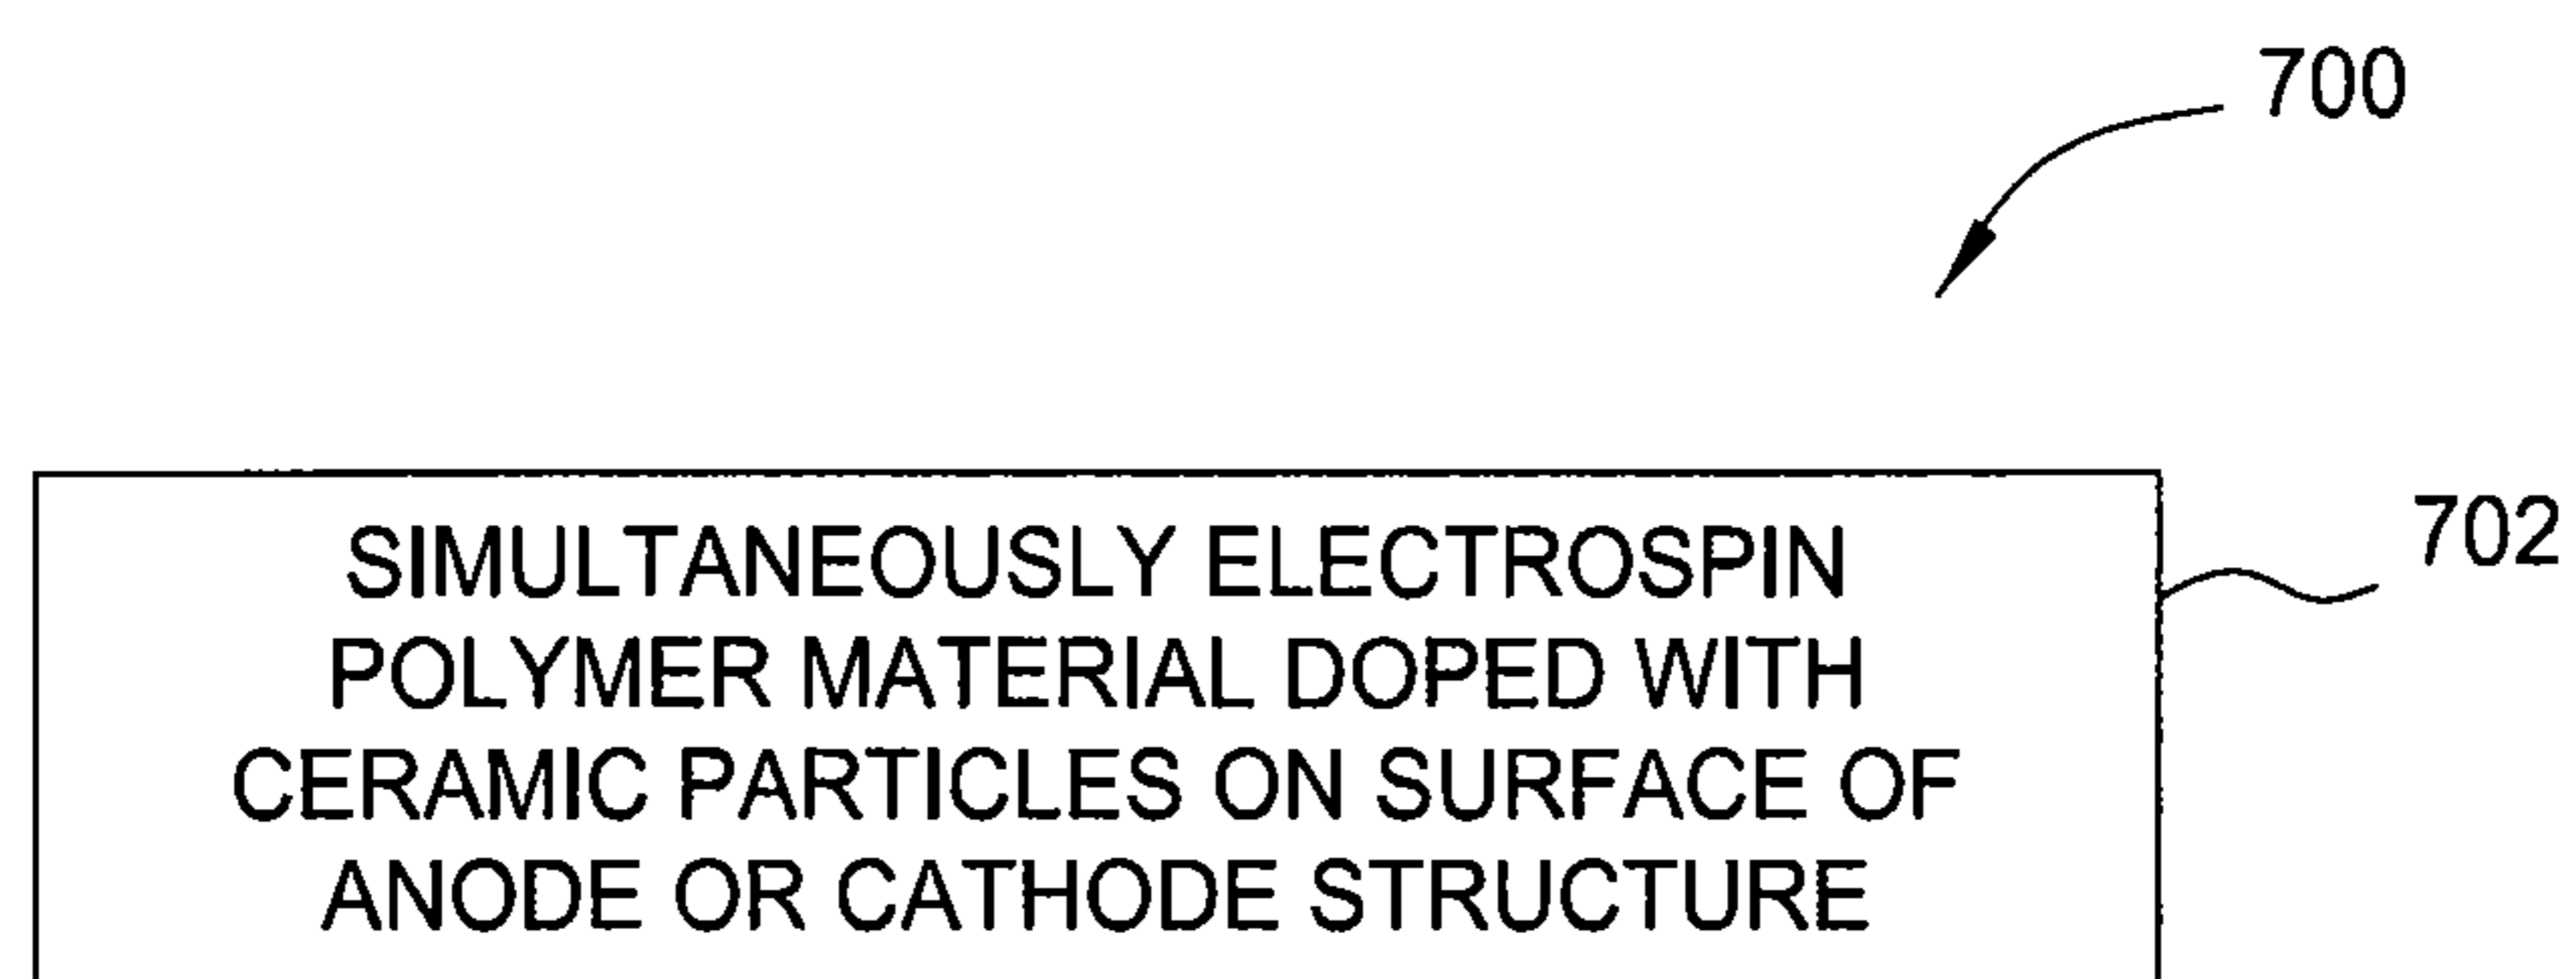 700
702
SIMULTANEOUSLY ELECTROSPIN
POLYMER MATERIAL DOPED WITH
CERAMIC PARTICLES ON SURFACE OF
ANODE OR CATHODE STRUCTURE